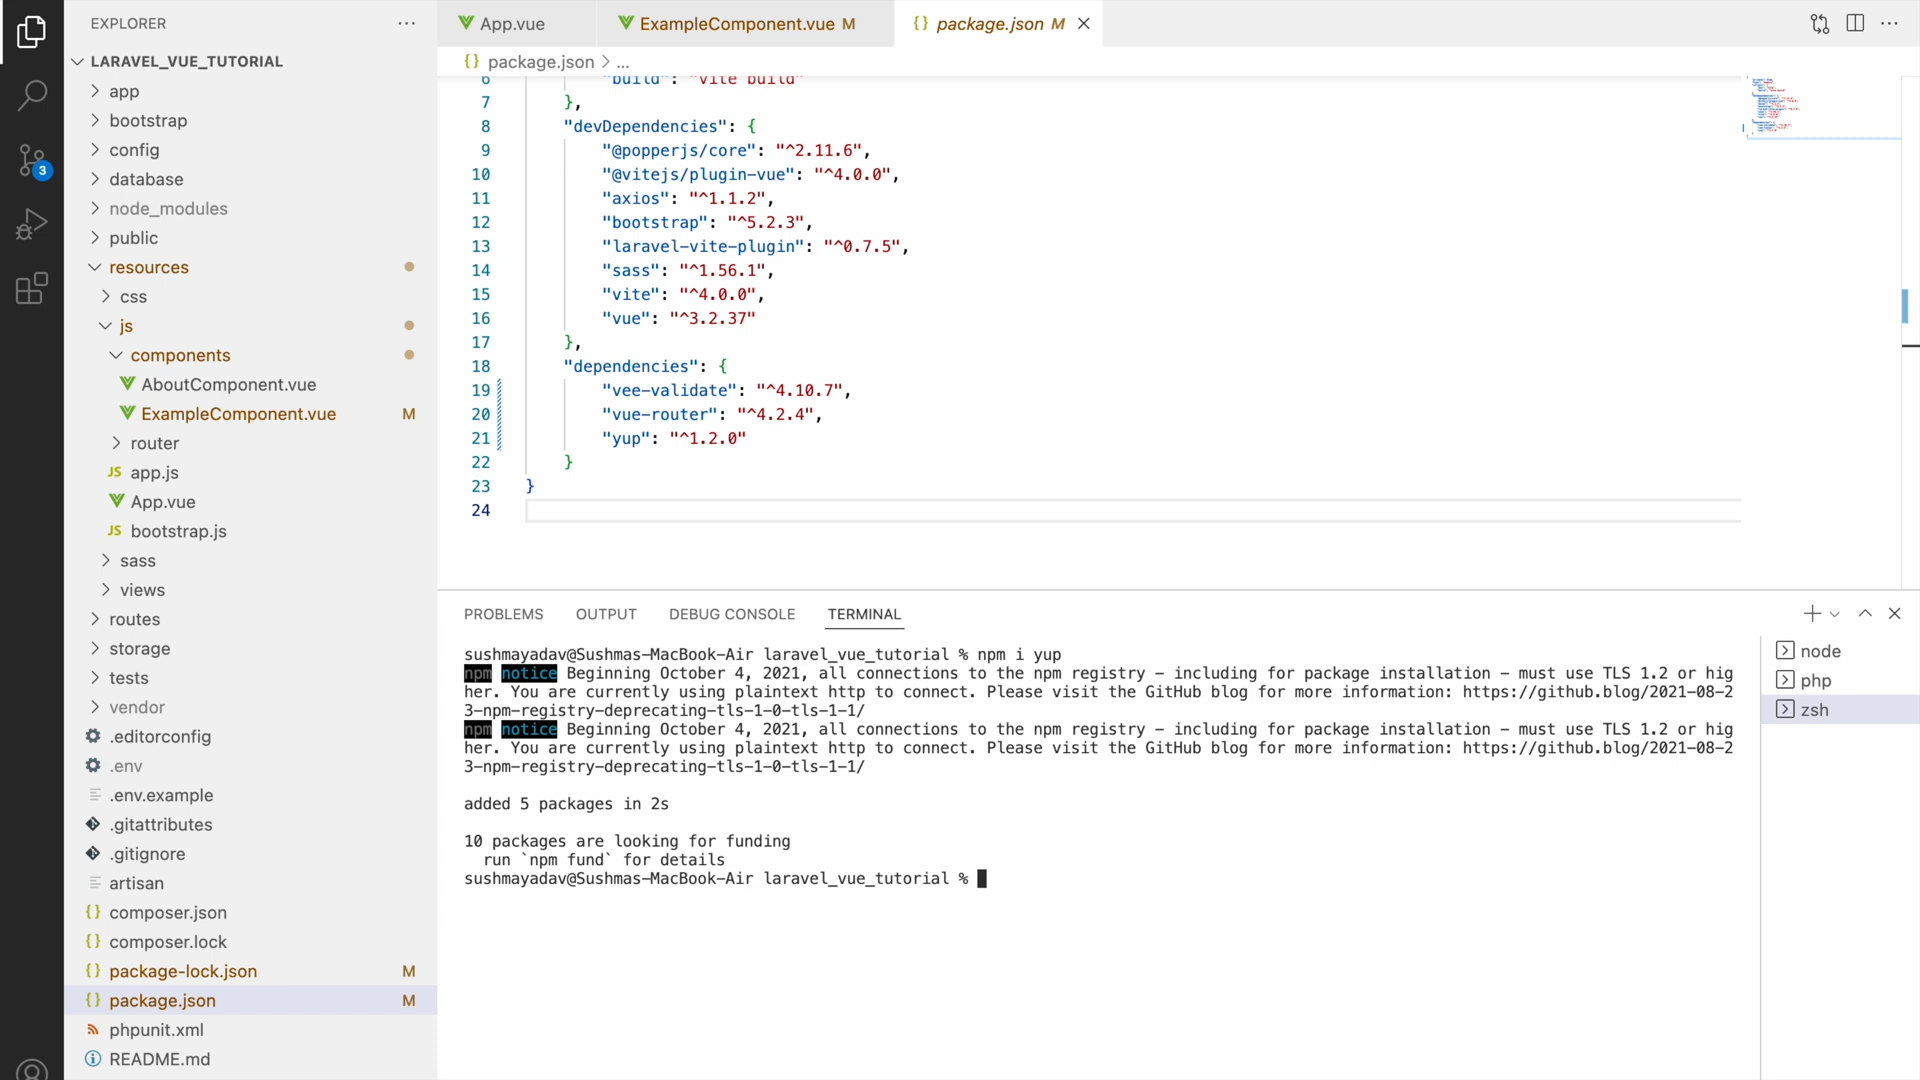 EXPLORER
LARAVEL_VUE_TUTORIAL
app
bootstrap
config
database
node_modules
public
resources
css
js
components
AboutComponent.vue
ExampleComponent.vue M
router
JS app.js
App.vue
JS bootstrap.js
sass
views
routes
storage
tests
vendor
.editorconfig
.env
.env.example
.gitattributes
.gitignore
artisan
{} composer.json
{} composer.lock
{} package-lock.json M
{} package.json M
phpunit.xml
README.md
3
App.vue
ExampleComponent.vue M
{} package.json M
{} package.json > ...
6 "build": "vite build"
7 },
8 "devDependencies": {
9 "@popperjs/core": "^2.11.6",
10 "@vitejs/plugin-vue": "^4.0.0",
11 "axios": "^1.1.2",
12 "bootstrap": "^5.2.3",
13 "laravel-vite-plugin": "^0.7.5",
14 "sass": "^1.56.1",
15 "vite": "^4.0.0",
16 "vue": "^3.2.37"
17 },
18 "dependencies": {
19 "vee-validate": "^4.10.7",
20 "vue-router": "^4.2.4",
21 "yup": "^1.2.0"
22 }
23 }
24
PROBLEMS OUTPUT DEBUG CONSOLE TERMINAL
sushmayadav@Sushmas-MacBook-Air laravel_vue_tutorial % npm i yup
npm notice Beginning October 4, 2021, all connections to the npm registry - including for package installation - must use TLS 1.2 or hig
her. You are currently using plaintext http to connect. Please visit the GitHub blog for more information: https://github.blog/2021-08-2
3-npm-registry-deprecating-tls-1-0-tls-1-1/
npm notice Beginning October 4, 2021, all connections to the npm registry - including for package installation - must use TLS 1.2 or hig
her. You are currently using plaintext http to connect. Please visit the GitHub blog for more information: https://github.blog/2021-08-2
3-npm-registry-deprecating-tls-1-0-tls-1-1/
added 5 packages in 2s
10 packages are looking for funding
run `npm fund` for details
sushmayadav@Sushmas-MacBook-Air laravel_vue_tutorial %
node
php
zsh